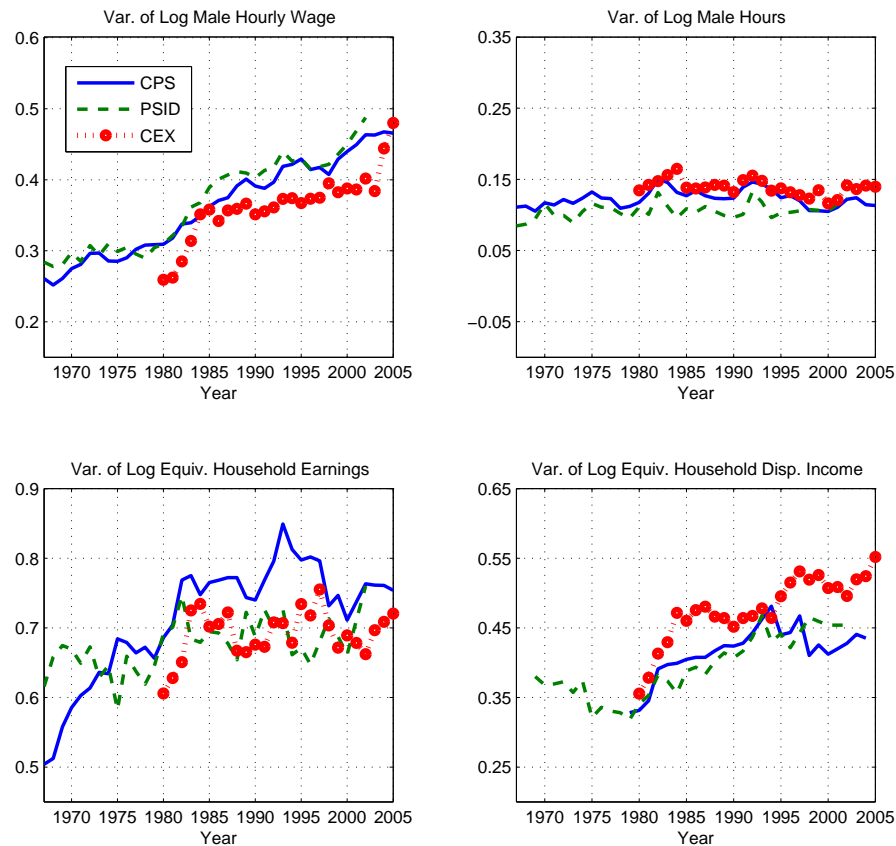 Var. of Log Male Hourly Wage
0.6
0.5
0.4
0.3
0.2
CPS
PSID
CEX
1970 1975 1980 1985 1990 1995 2000 2005
Year
Var. of Log Male Hours
0.35
0.25
0.15
0.05
−0.05
1970 1975 1980 1985 1990 1995 2000 2005
Year
Var. of Log Equiv. Household Earnings
0.9
0.8
0.7
0.6
0.5
1970 1975 1980 1985 1990 1995 2000 2005
Year
Var. of Log Equiv. Household Disp. Income
0.65
0.55
0.45
0.35
0.25
1970 1975 1980 1985 1990 1995 2000 2005
Year